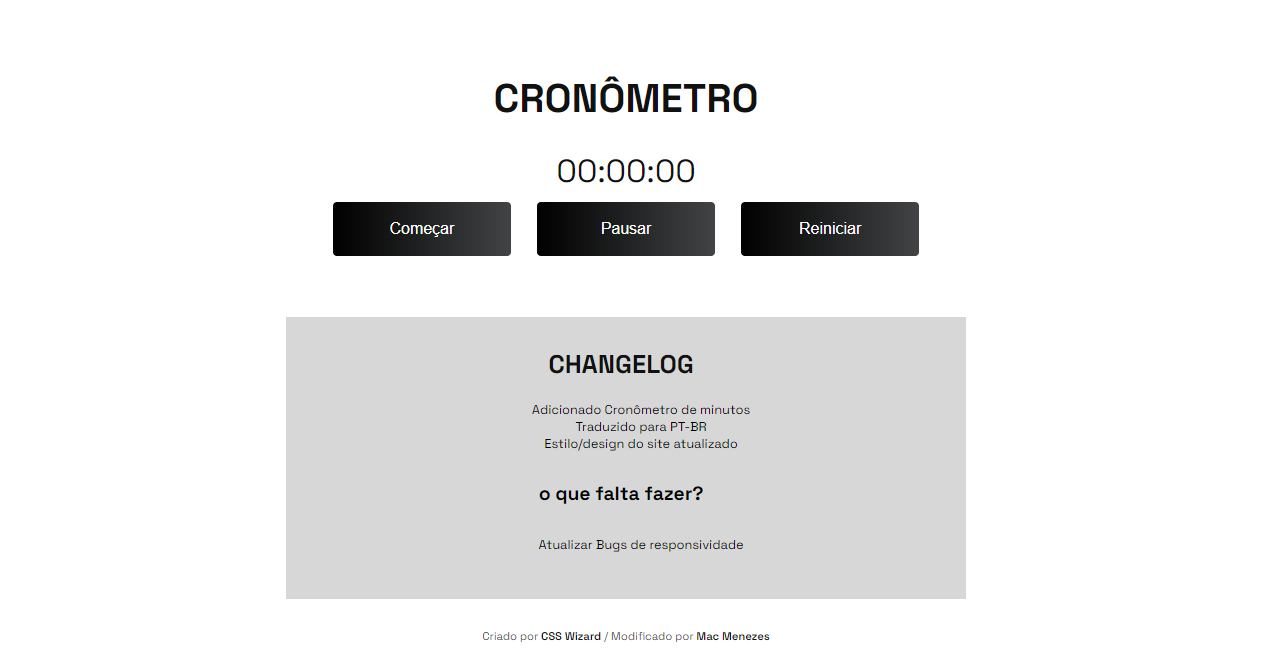 CRONÔMETRO
00:00:00
Começar Pausar Reiniciar
CHANGELOG
Adicionado Cronômetro de minutos
Traduzido para PT-BR
Estilo/design do site atualizado
o que falta fazer?
Atualizar Bugs de responsividade
Criado por CSS Wizard / Modificado por Mac Menezes